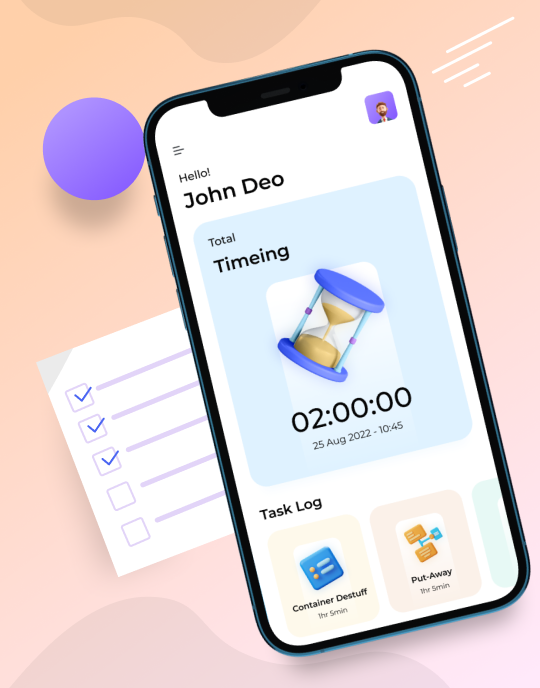 Hello!
John Deo
Total
Timeing
02:00:00
25 Aug 2022 - 10:45
Task Log
Container Destuff
1hr 5min
Put-Away
1hr 5min